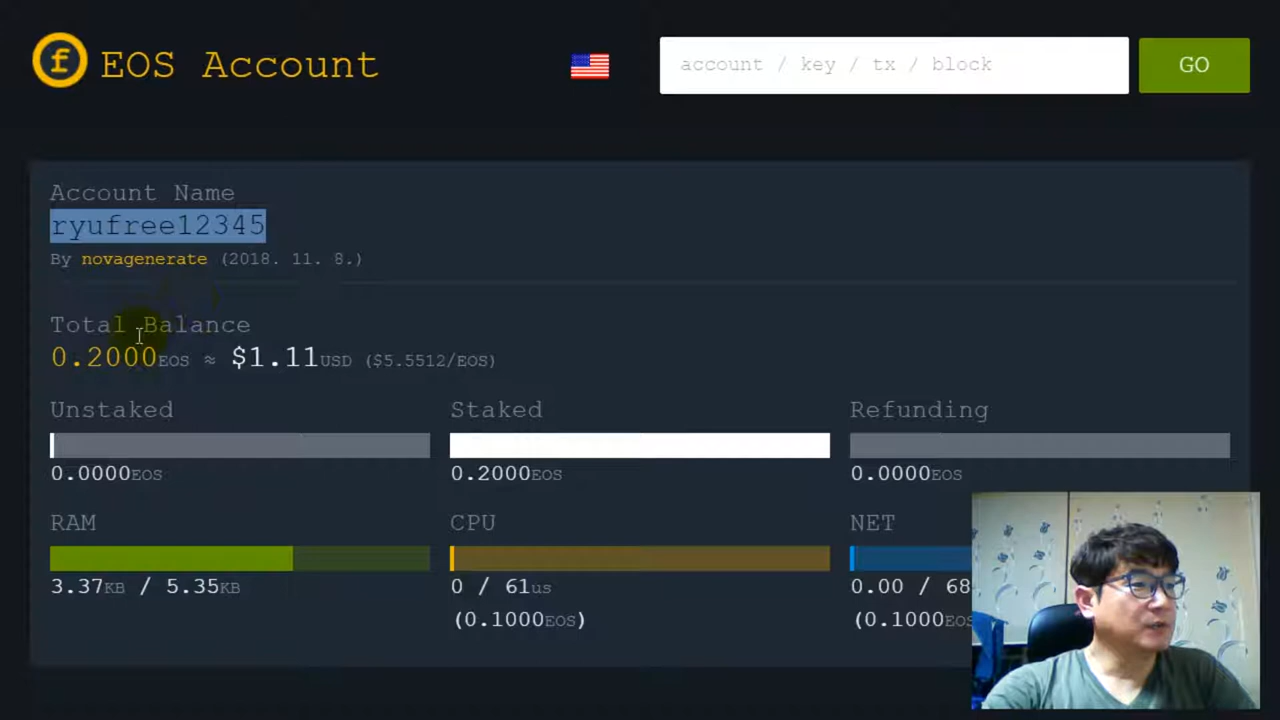 EOS Account
account / key / tx / block
GO
Account Name
ryufree12345
By novagenerate (2018. 11. 8.)
Total Balance
0.2000EOS ≈ $1.11USD ($5.5512/EOS)
Unstaked Staked Refunding
0.0000EOS 0.2000EOS 0.0000EOS
RAM CPU NET
3.37KB / 5.35KB 0 / 61us 0.00 / 68
(0.1000EOS) (0.1000EOS